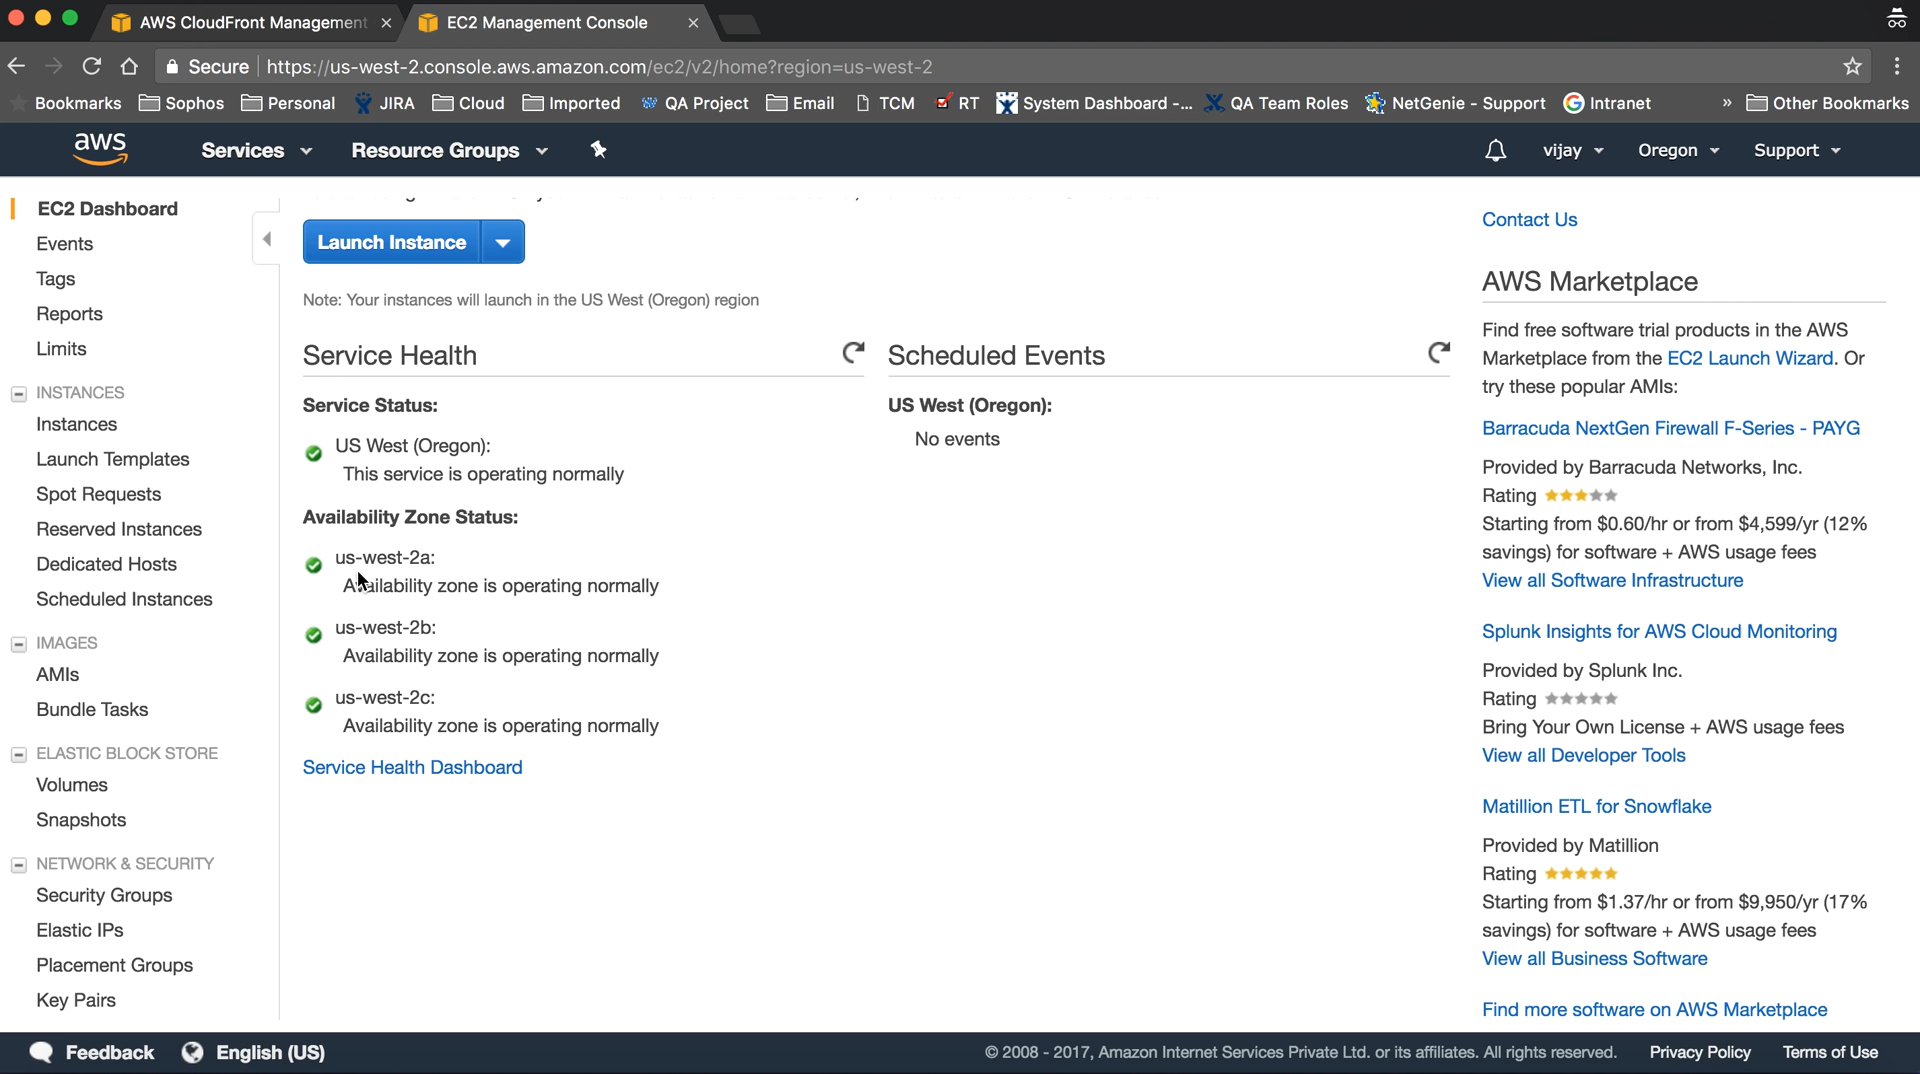 AWS CloudFront Management
EC2 Management Console
Secure
https://us-west-2.console.aws.amazon.com/ec2/v2/home?region=us-west-2
Bookmarks Sophos Personal JIRA Cloud Imported QA Project Email TCM RT System Dashboard -... QA Team Roles NetGenie - Support Intranet » Other Bookmarks
aws Services Resource Groups vijay Oregon Support
EC2 Dashboard
Events
Tags
Reports
Limits
INSTANCES
Instances
Launch Templates
Spot Requests
Reserved Instances
Dedicated Hosts
Scheduled Instances
IMAGES
AMIs
Bundle Tasks
ELASTIC BLOCK STORE
Volumes
Snapshots
NETWORK & SECURITY
Security Groups
Elastic IPs
Placement Groups
Key Pairs
Launch Instance
Note: Your instances will launch in the US West (Oregon) region
Service Health
Service Status:
US West (Oregon):
This service is operating normally
Availability Zone Status:
us-west-2a:
Availability zone is operating normally
us-west-2b:
Availability zone is operating normally
us-west-2c:
Availability zone is operating normally
Service Health Dashboard
Scheduled Events
US West (Oregon):
No events
Contact Us
AWS Marketplace
Find free software trial products in the AWS
Marketplace from the EC2 Launch Wizard. Or
try these popular AMIs:
Barracuda NextGen Firewall F-Series - PAYG
Provided by Barracuda Networks, Inc.
Rating
Starting from $0.60/hr or from $4,599/yr (12%
savings) for software + AWS usage fees
View all Software Infrastructure
Splunk Insights for AWS Cloud Monitoring
Provided by Splunk Inc.
Rating
Bring Your Own License + AWS usage fees
View all Developer Tools
Matillion ETL for Snowflake
Provided by Matillion
Rating
Starting from $1.37/hr or from $9,950/yr (17%
savings) for software + AWS usage fees
View all Business Software
Find more software on AWS Marketplace
Feedback English (US)
© 2008 - 2017, Amazon Internet Services Private Ltd. or its affiliates. All rights reserved. Privacy Policy Terms of Use